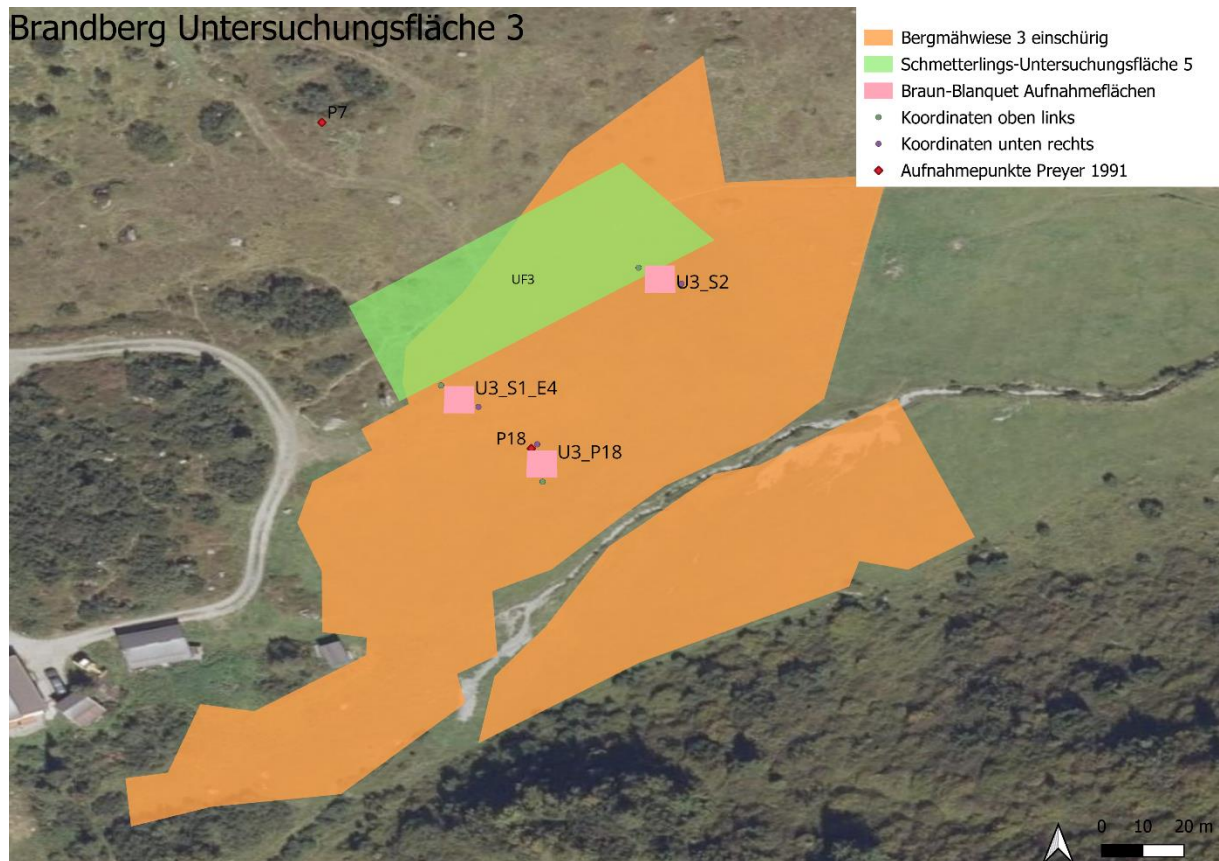 Brandberg Untersuchungsfläche 3
Bergmähwiese 3 einschürig
Schmetterlings-Untersuchungsfläche 5
Braun-Blanquet Aufnahmeflächen
Koordinaten oben links
Koordinaten unten rechts
Aufnahmepunkte Preyer 1991
P7
UF3
U3_S2
U3_S1_E4
P18
U3_P18
0 10 20 m